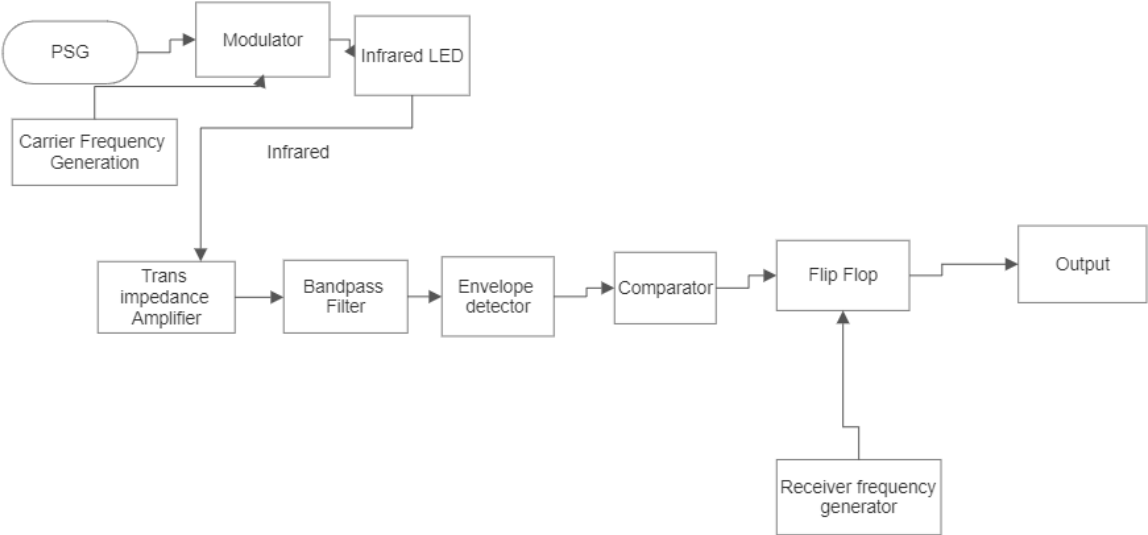 PSG
Modulator
Infrared LED
Carrier Frequency
Generation
Infrared
Trans
impedance
Amplifier
Bandpass
Filter
Envelope
detector
Comparator
Flip Flop
Output
Receiver frequency
generator